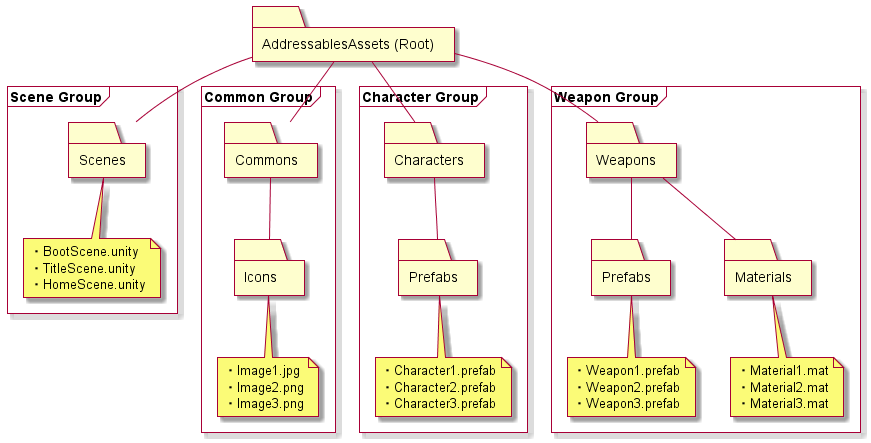 AddressablesAssets (Root)
Scene Group
Common Group
Character Group
Weapon Group
Scenes
Commons
Characters
Weapons
• BootScene.unity
• TitleScene.unity
• HomeScene.unity
Icons
Prefabs
Prefabs
Materials
• Image1.jpg
• Image2.png
• Image3.png
• Character1.prefab
• Character2.prefab
• Character3.prefab
• Weapon1.prefab
• Weapon2.prefab
• Weapon3.prefab
• Material1.mat
• Material2.mat
• Material3.mat